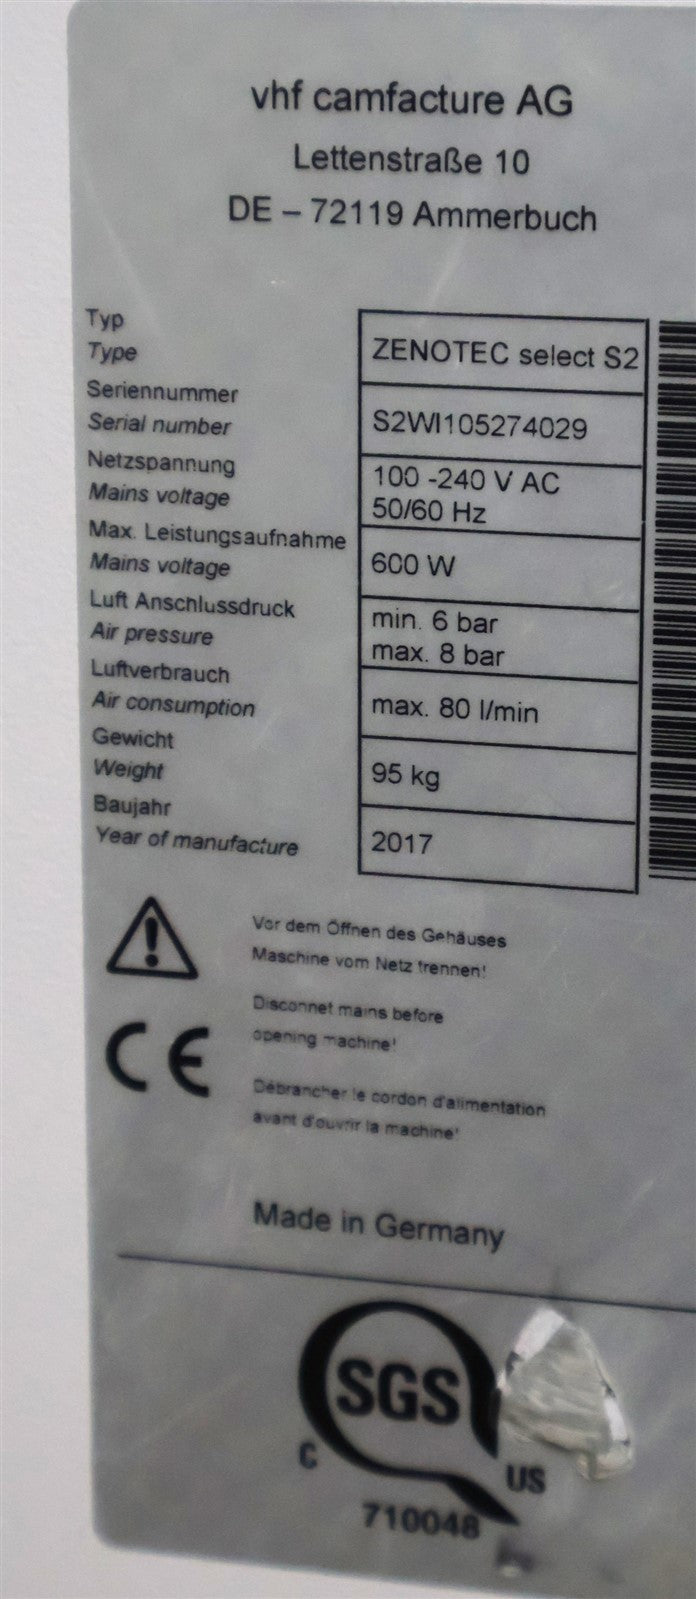 vhf camfacture AG
Lettenstraße 10
DE – 72119 Ammerbuch
Typ
Type
ZENOTEC select S2
Seriennummer
Serial number
S2WI105274029
Netzspannung
Mains voltage
100 -240 V AC
50/60 Hz
Max. Leistungsaufnahme
Mains voltage
600 W
Luft Anschlussdruck
Air pressure
min. 6 bar
max. 8 bar
Luftverbrauch
Air consumption
max. 80 l/min
Gewicht
Weight
95 kg
Baujahr
Year of manufacture
2017
Vor dem Öffnen des Gehäuses
Maschine vom Netz trennen!
Disconnet mains before
opening machine!
Débrancher le cordon d'alimentation
avant d'ouvrir la machine!
CE
Made in Germany
SGS
C US
710048